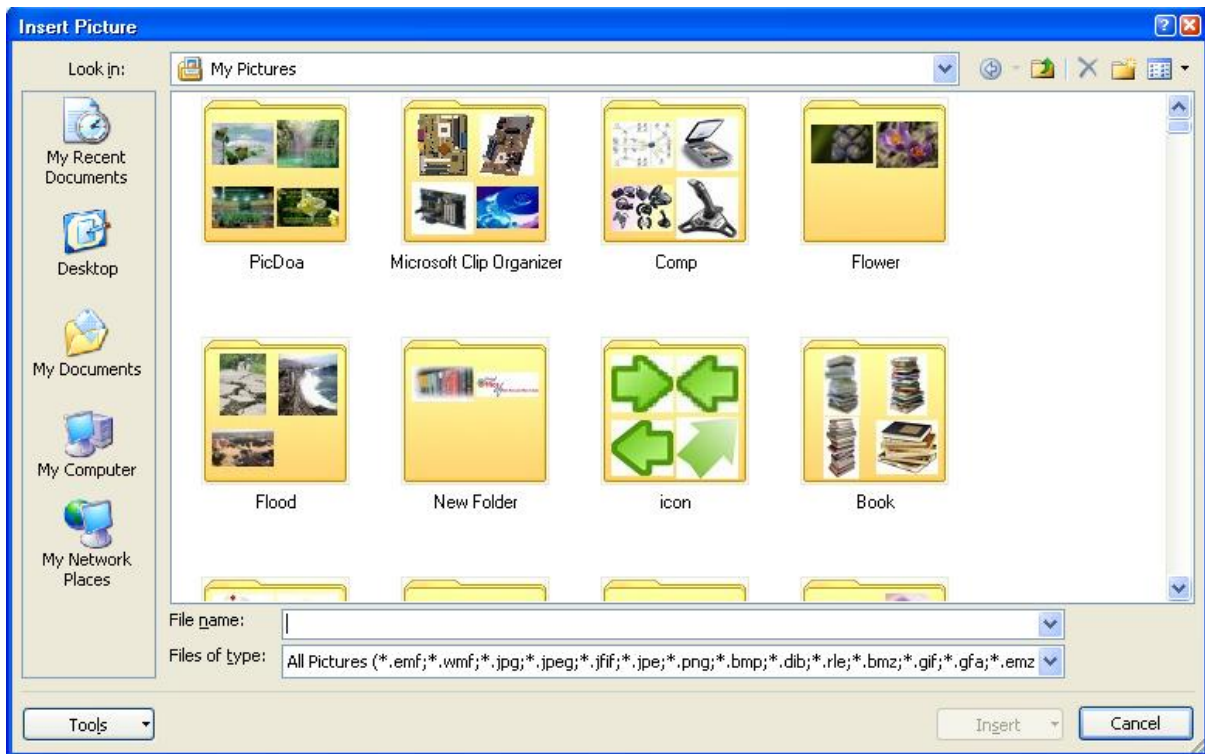 Insert Picture
Look in:
My Pictures
My Recent
Documents
Desktop
My Documents
My Computer
My Network
Places
PicDoa
Microsoft Clip Organizer
Comp
Flower
Flood
New Folder
icon
Book
File name:
Files of type:
All Pictures (*.emf;*.wmf;*.jpg;*.jpeg;*.jfif;*.jpe;*.png;*.bmp;*.dib;*.rle;*.bmz;*.gif;*.gfa;*.emz
Tools
Insert
Cancel